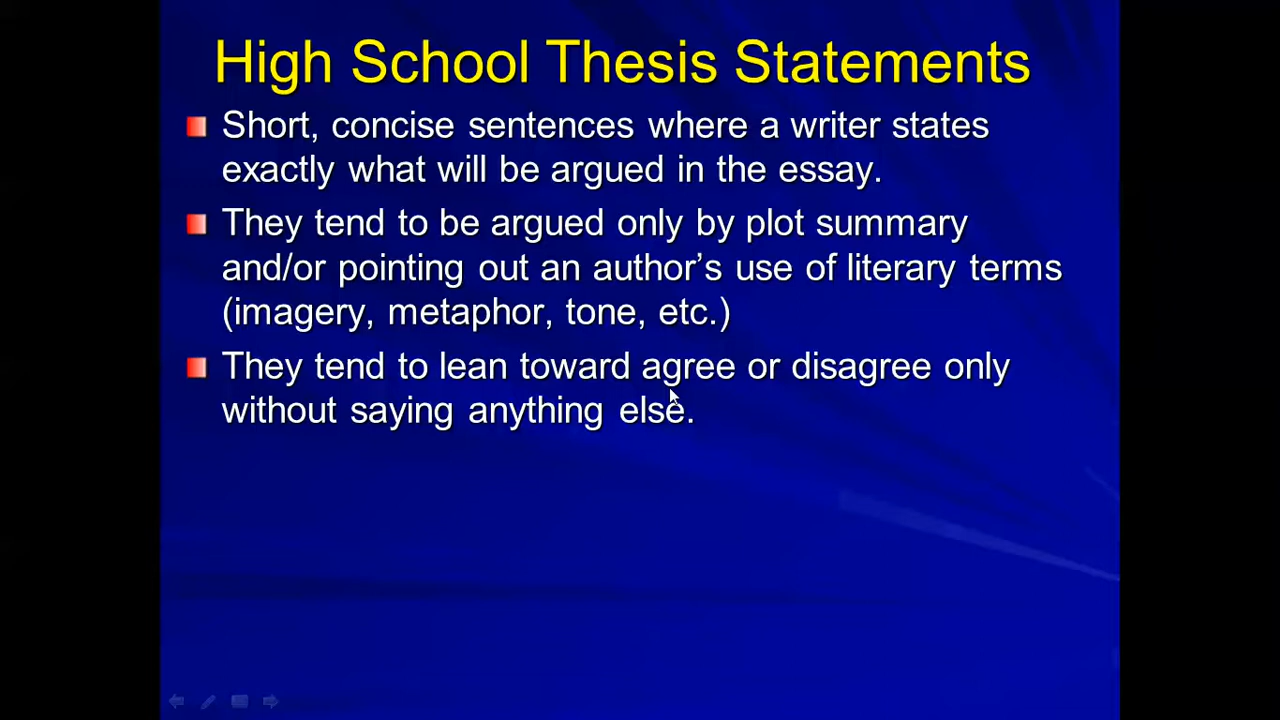 High School Thesis Statements
Short, concise sentences where a writer states
exactly what will be argued in the essay.
They tend to be argued only by plot summary
and/or pointing out an author’s use of literary terms
(imagery, metaphor, tone, etc.)
They tend to lean toward agree or disagree only
without saying anything else.